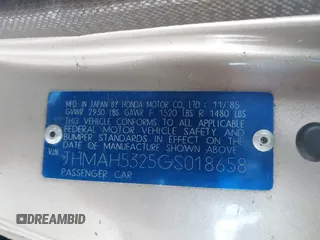 MFD. IN JAPAN BY HONDA MOTOR CO., LTD. : 11/85
GVWR 2950 LBS GAWR F 1520 LBS R 1480 LBS
THIS VEHICLE CONFORMS TO ALL APPLICABLE
FEDERAL MOTOR VEHICLE SAFETY AND
BUMPER STANDARDS IN EFFECT ON THE
DATE OF MANUFACTURE SHOWN ABOVE.
V.I.N. JHMAH5325GS018658
PASSENGER CAR
DREAMBID